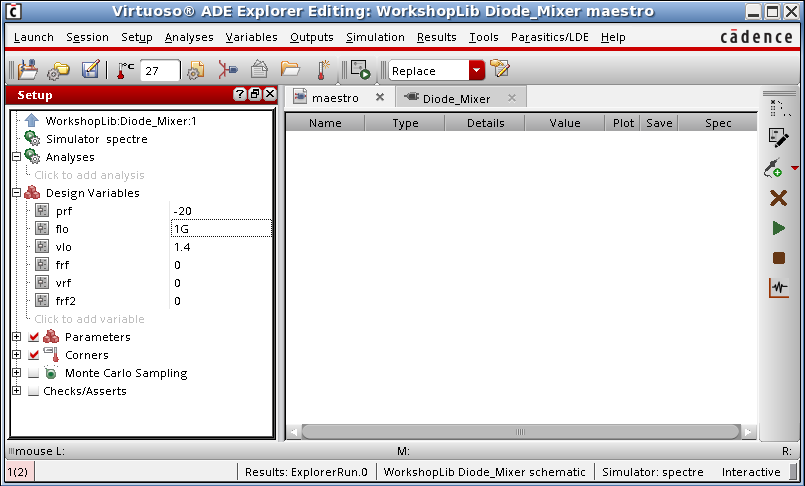 Virtuoso® ADE Explorer Editing: WorkshopLib Diode_Mixer maestro
Launch Session Setup Analyses Variables Outputs Simulation Results Tools Parasitics/LDE Help cādence
27 Replace
Setup
maestro Diode_Mixer
Name Type Details Value Plot Save Spec
WorkshopLib:Diode_Mixer:1
Simulator spectre
Analyses
Click to add analysis
Design Variables
prf -20
flo 1G
vlo 1.4
frf 0
vrf 0
frf2 0
Click to add variable
Parameters
Corners
Monte Carlo Sampling
Checks/Asserts
mouse L: M: R:
1(2) Results: ExplorerRun.0 WorkshopLib Diode_Mixer schematic Simulator: spectre Interactive